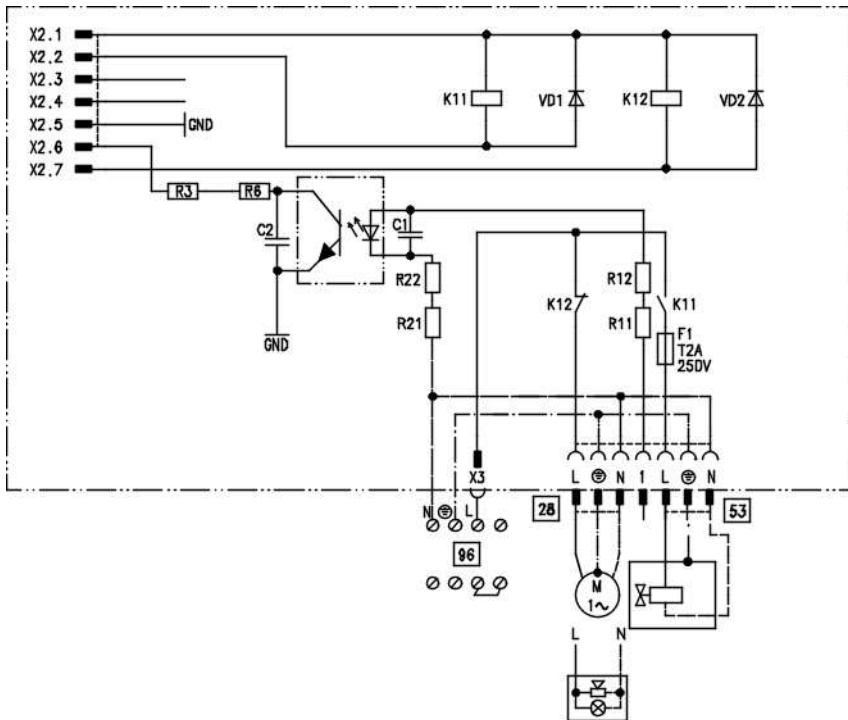 X2.1
X2.2
X2.3
X2.4
X2.5
X2.6
X2.7
GND
K11
VD1
K12
VD2
R3
R6
C2
C1
GND
R22
R21
K12
R12
R11
K11
F1
T2A
250V
X3
L
N
1
L
N
N
L
28
53
96
M
1~
L
N